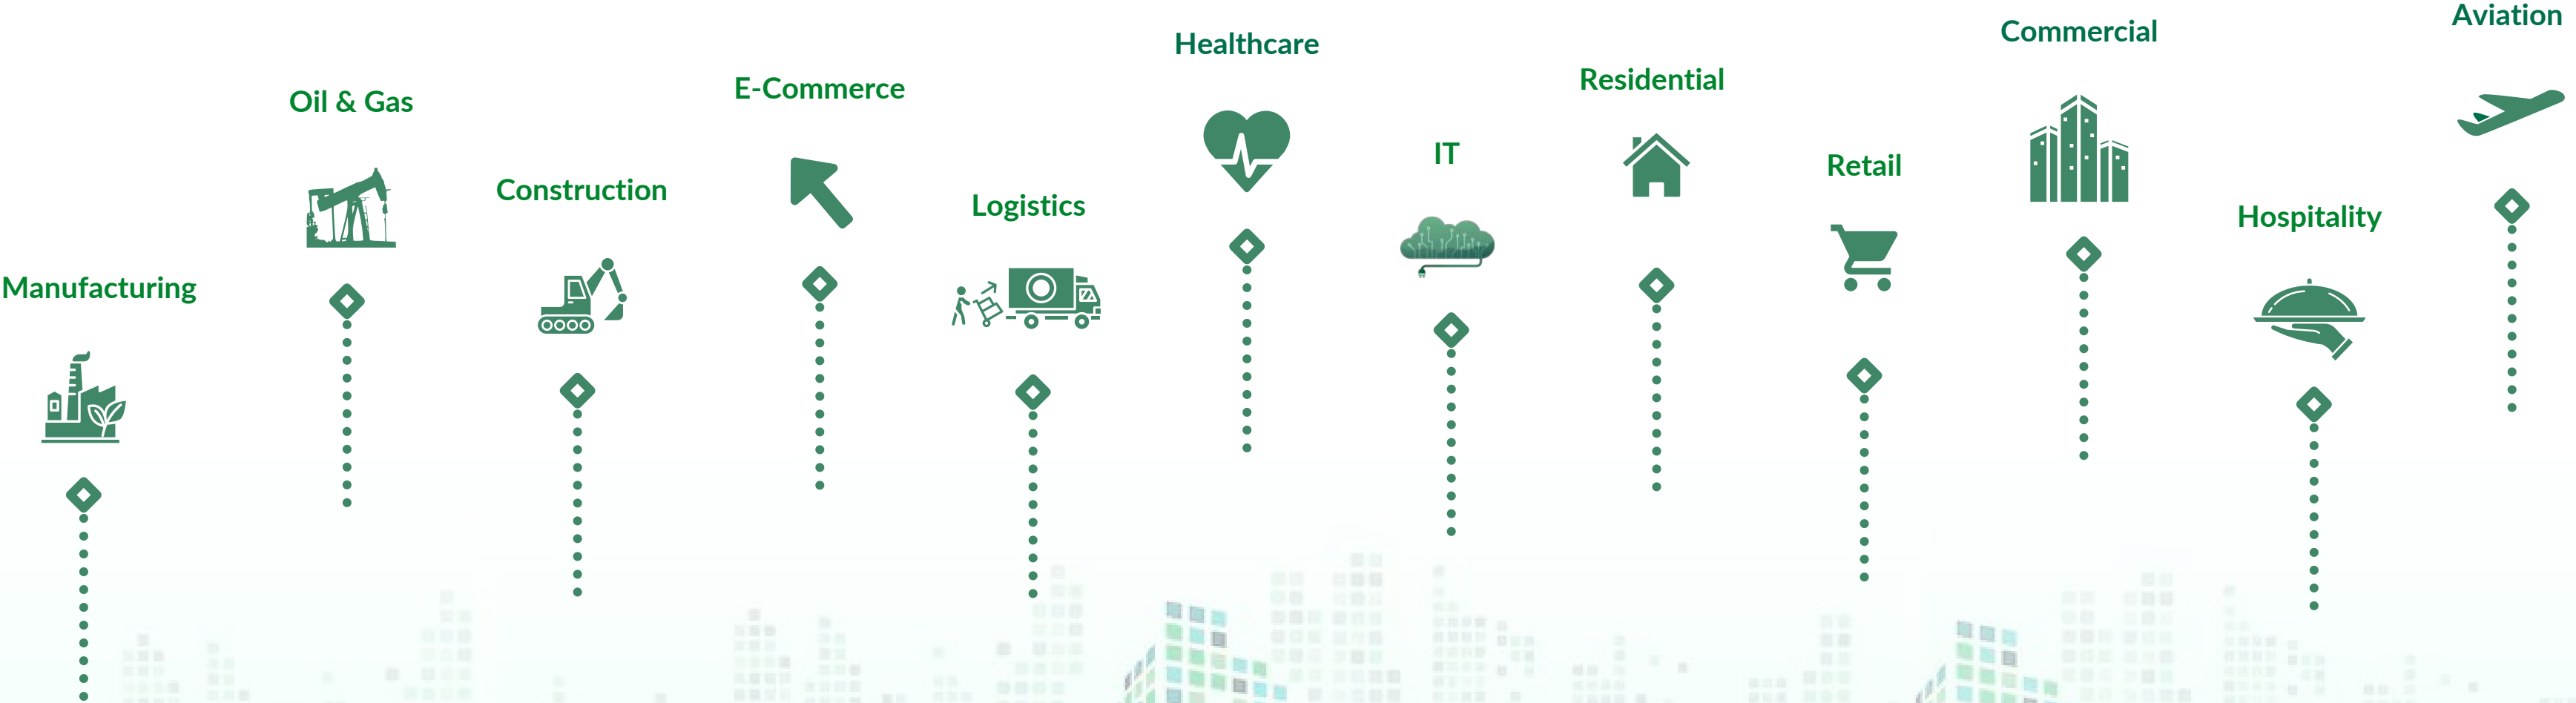 Manufacturing
Oil & Gas
Construction
E-Commerce
Logistics
Healthcare
IT
Residential
Retail
Commercial
Hospitality
Aviation